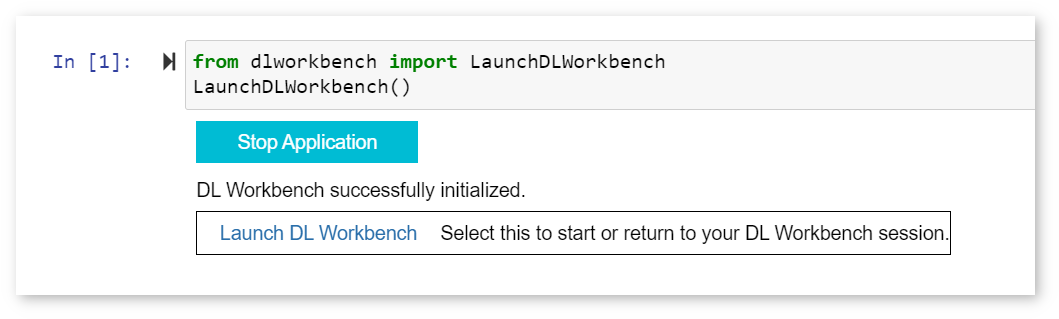 In [1]: from dlworkbench import LaunchDLWorkbench
LaunchDLWorkbench()
Stop Application
DL Workbench successfully initialized.
Launch DL Workbench Select this to start or return to your DL Workbench session.